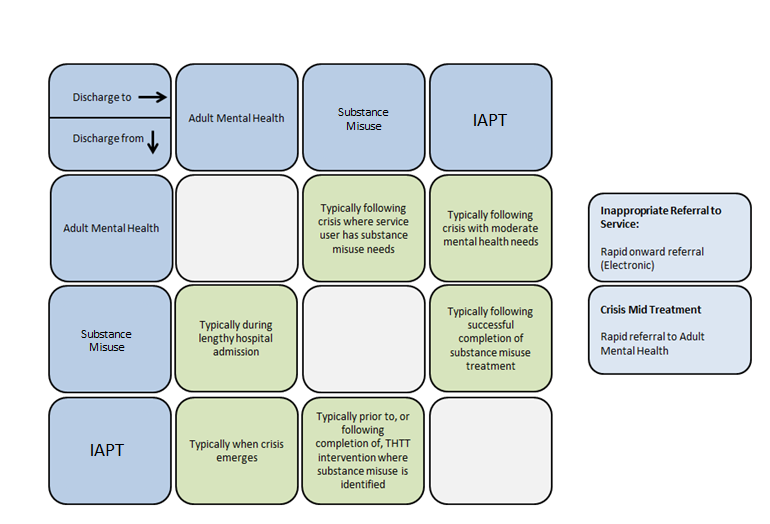 Discharge to
Discharge from
Adult Mental Health
Substance
Misuse
IAPT
Adult Mental Health
Typically following
crisis where service
user has substance
misuse needs
Typically following
crisis with moderate
mental health needs
Inappropriate Referral to
Service:
Rapid onward referral
(Electronic)
Substance
Misuse
Typically during
lengthy hospital
admission
Typically following
successful
completion of
substance misuse
treatment
Crisis Mid Treatment
Rapid referral to Adult
Mental Health
IAPT
Typically when crisis
emerges
Typically prior to, or
following
completion of, THTT
intervention where
substance misuse is
identified